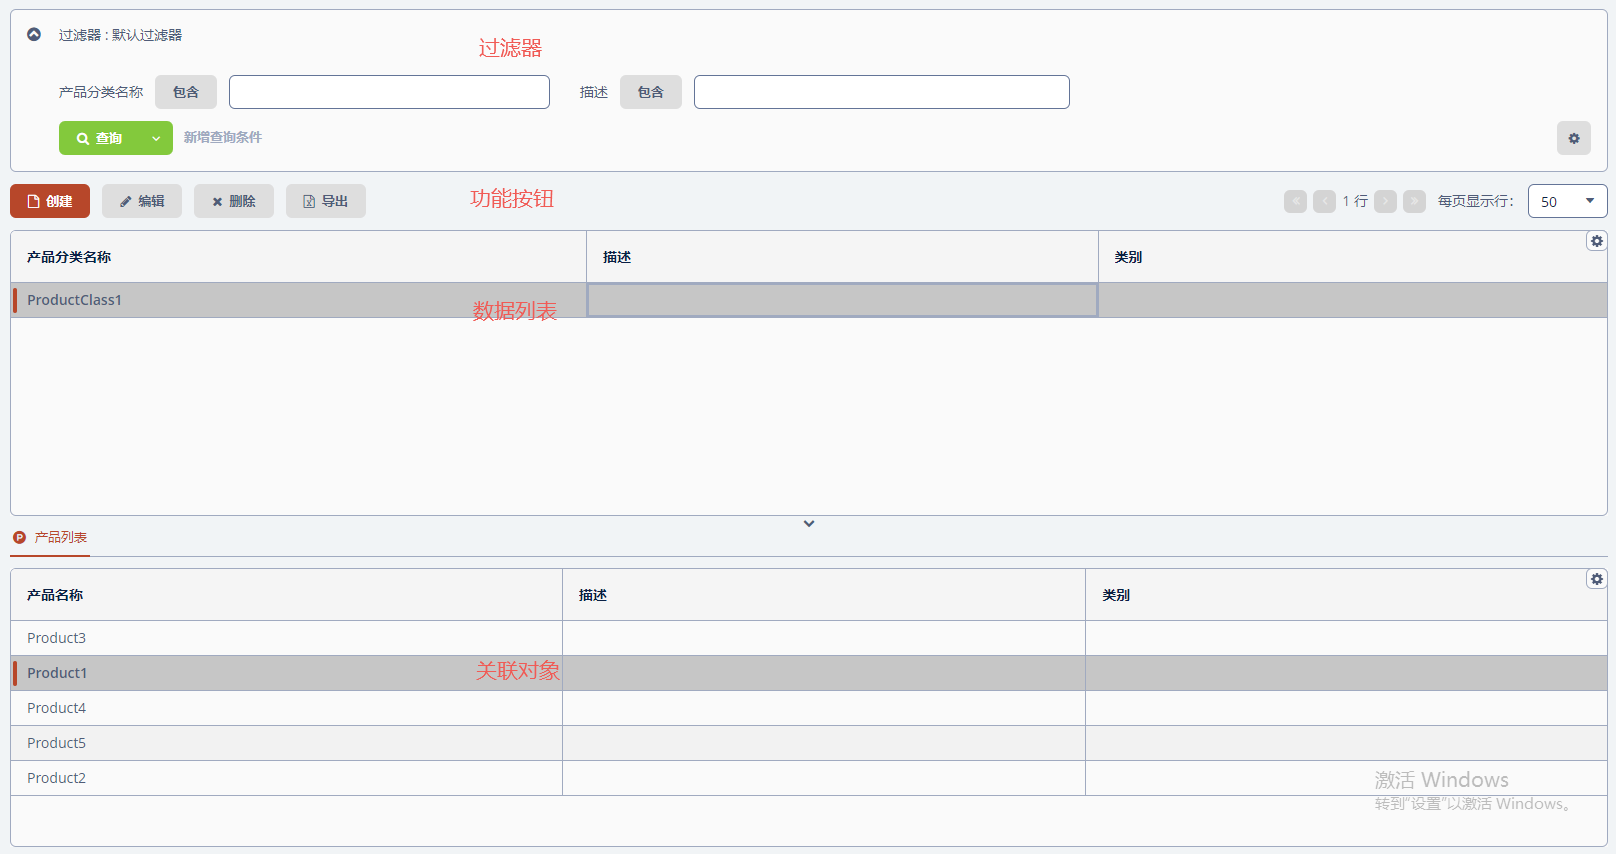 过滤器 : 默认过滤器
过滤器
产品分类名称 包含 描述 包含
查询 新增查询条件
创建 编辑 删除 导出 功能按钮 1 行 每页显示行： 50
产品分类名称 描述 类别
ProductClass1
数据列表
P 产品列表
产品名称 描述 类别
Product3
Product1 关联对象
Product4
Product5
Product2
激活 Windows
转到“设置”以激活 Windows。